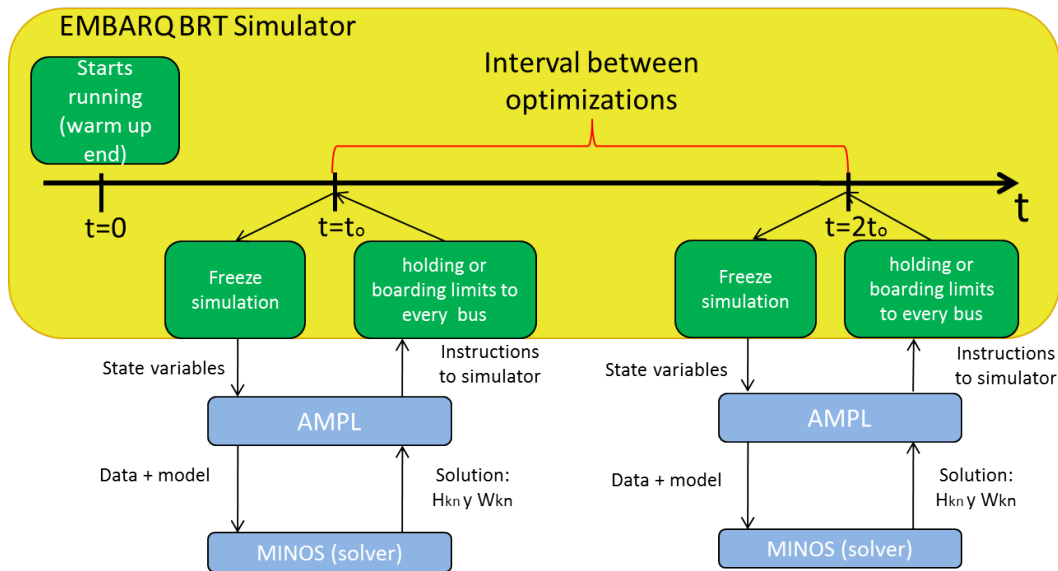 EMBARQ BRT Simulator
Starts
running
(warm up
end)
Interval between
optimizations
t
t=0
t=to
t=2to
Freeze
simulation
holding or
boarding limits to
every bus
Freeze
simulation
holding or
boarding limits
to every bus
State variables
Instructions
to simulator
State variables
Instructions
to simulator
AMPL
AMPL
Data + model
Solution:
Hkn y Wkn
Data + model
Solution:
Hkn y Wkn
MINOS (solver)
MINOS (solver)